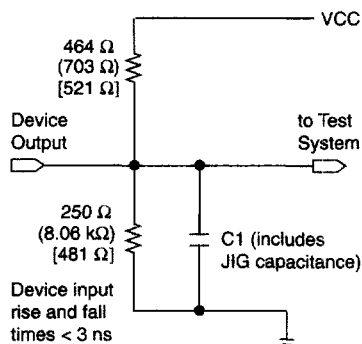 VCC
464 Ω
(703 Ω)
[521 Ω]
Device
Output
to Test
System
250 Ω
(8.06 kΩ)
[481 Ω]
C1 (includes
JIG capacitance)
Device input
rise and fall
times < 3 ns